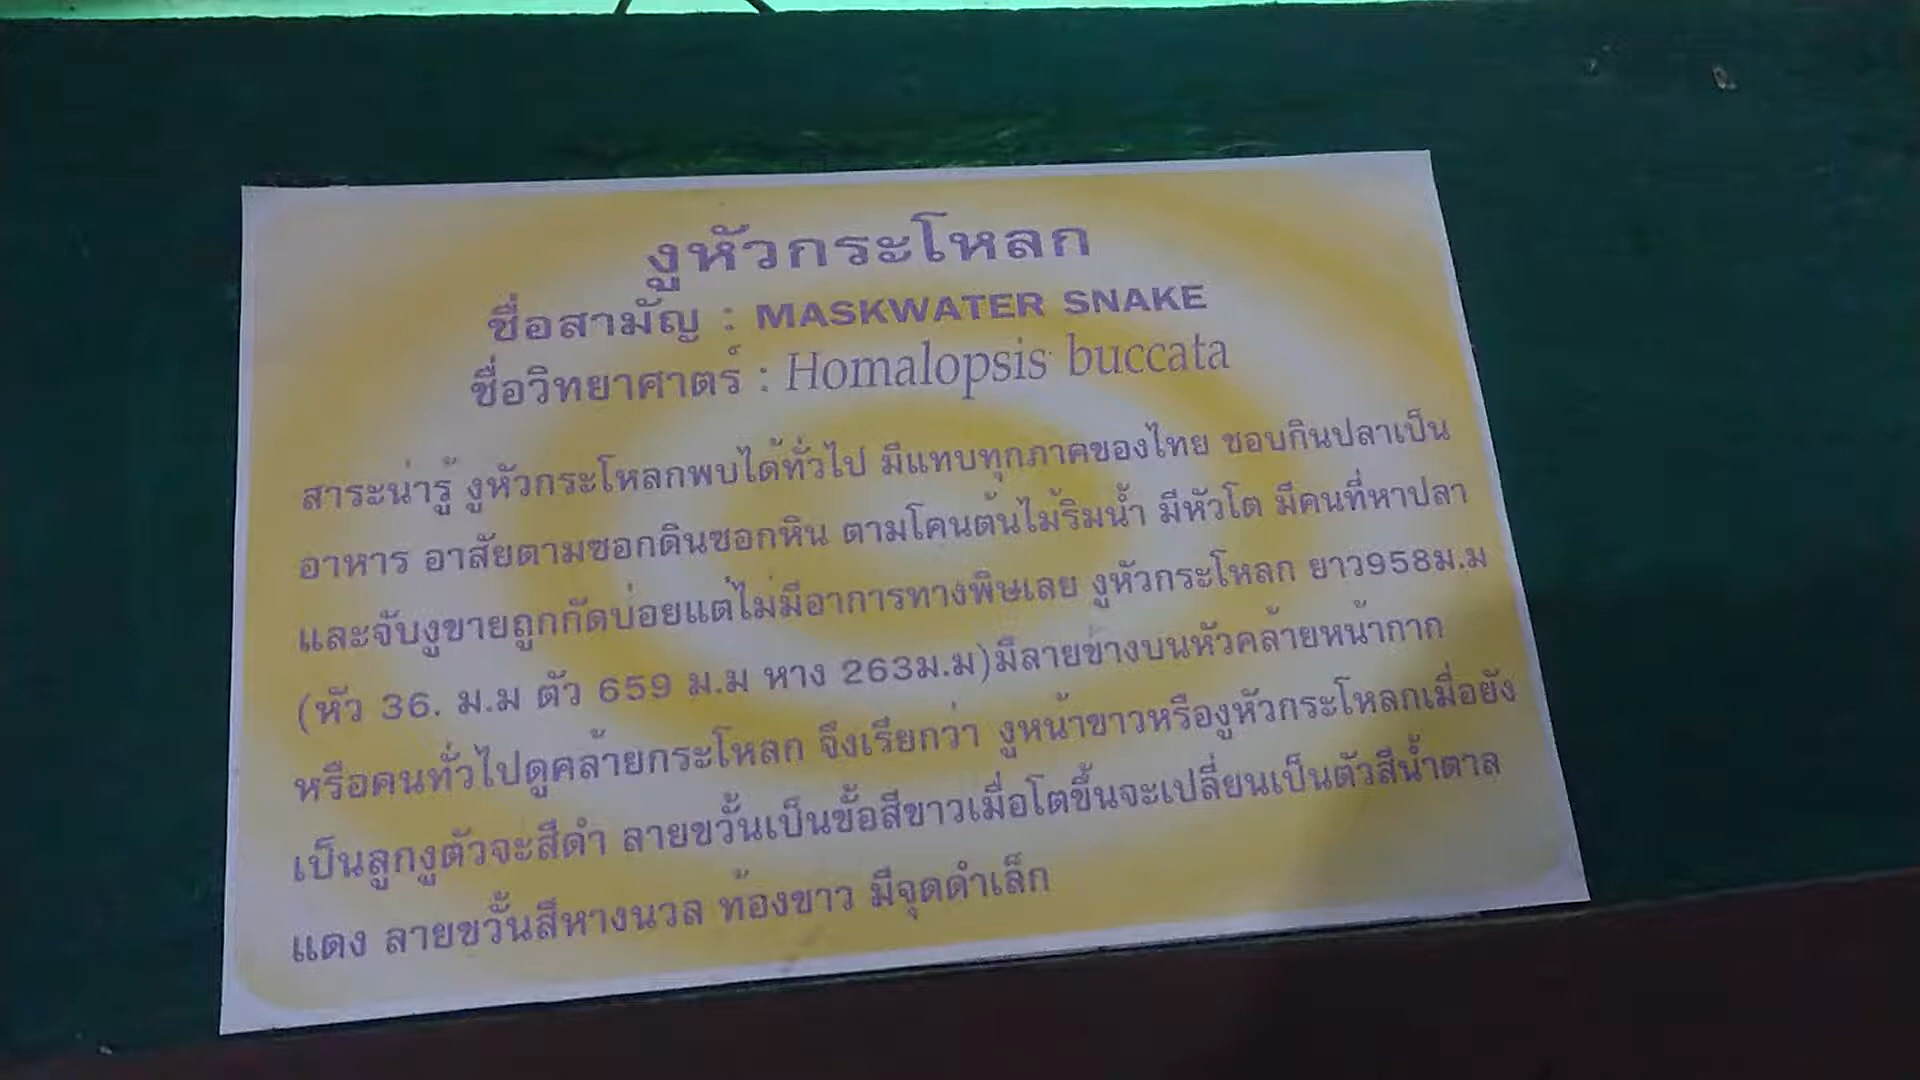 งูหัวกระโหลก
ชื่อสามัญ : MASKWATER SNAKE
ชื่อวิทยาศาตร์ : Homalopsis buccata
สาระน่ารู้ งูหัวกระโหลกพบได้ทั่วไป มีแทบทุกภาคของไทย ชอบกินปลาเป็น
อาหาร อาสัยตามซอกดินซอกหิน ตามโคนต้นไม้ริมน้ำ มีหัวโต มีคนที่หาปลา
และจับงูขายถูกกัดบ่อยแต่ไม่มีอาการทางพิษเลย งูหัวกระโหลก ยาว958ม.ม
(หัว 36. ม.ม ตัว 659 ม.ม หาง 263ม.ม)มีลายข้างบนหัวคล้ายหน้ากาก
หรือคนทั่วไปดูคล้ายกระโหลก จึงเรียกว่า งูหน้าขาวหรืองูหัวกระโหลกเมื่อยัง
เป็นลูกงูตัวจะสีดำ ลายขวั้นเป็นขั้อสีขาวเมื่อโตขึ้นจะเปลี่ยนเป็นตัวสีน้ำตาล
แดง ลายขวั้นสีหางนวล ท้องขาว มีจุดดำเล็ก